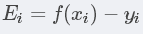 E_i = f(x_i) − y_i